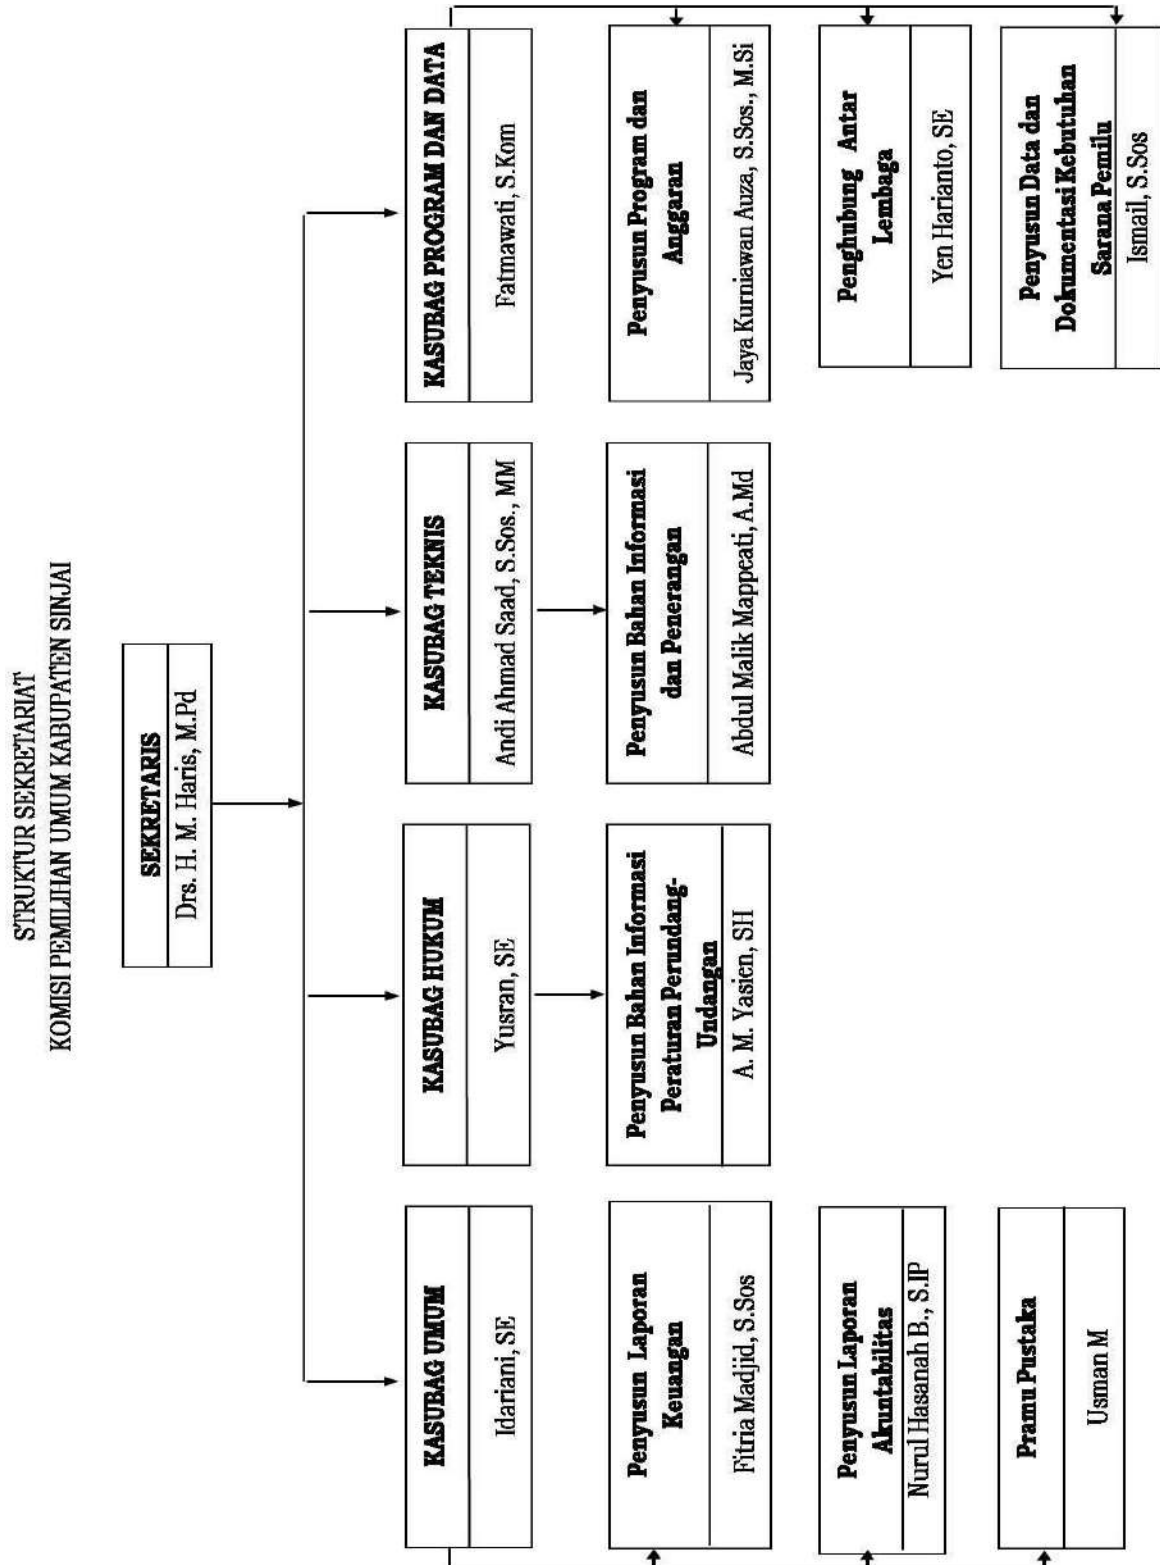 STRUKTUR SEKRETARIAT
KOMISI PEMILIHAN UMUM KABUPATEN SINJAI
SEKRETARIS
Drs. H. M. Haris, M.Pd
KASUBAG UMUM
Idariani, SE
KASUBAG HUKUM
Yusran, SE
KASUBAG TEKNIS
Andi Ahmad Saad, S.Sos., MM
KASUBAG PROGRAM DAN DATA
Fatmawati, S.Kom
Penyusun Laporan
Keuangan
Fitria Madjid, S.Sos
Penyusun Bahan Informasi
Peraturan Perundang-
Undangan
A. M. Yasien, SH
Penyusun Bahan Informasi
dan Penerangan
Abdul Malik Mappeati, A.Md
Penyusun Program dan
Anggaran
Jaya Kurniawan Auza, S.Sos., M.Si
Penyusun Laporan
Akuntabilitas
Nurul Hasanah B., S.IP
Penghubung Antar
Lembaga
Yen Harianto, SE
Pramu Pustaka
Usman M
Penyusun Data dan
Dokumentasi Kebutuhan
Sarana Pemilu
Ismail, S.Sos